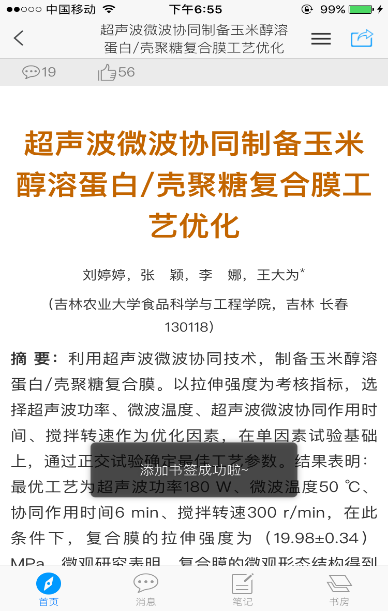 中国移动 下午6:55 99%
超声波微波协同制备玉米醇溶
蛋白/壳聚糖复合膜工艺优化
19 56
超声波微波协同制备玉米
醇溶蛋白/壳聚糖复合膜工
艺优化
刘婷婷，张　颖，李　娜，王大为*
（吉林农业大学食品科学与工程学院，吉林 长春
130118）
摘 要：利用超声波微波协同技术，制备玉米醇溶
蛋白/壳聚糖复合膜。以拉伸强度为考核指标，选
择超声波功率、微波温度、超声波微波协同作用时
间、搅拌转速作为优化因素，在单因素试验基础
上，通过正交试验确定最佳工艺参数。结果表明：
添加书签成功啦~
最优工艺为超声波功率180 W、微波温度50 ℃、
协同作用时间6 min、搅拌转速300 r/min，在此
条件下，复合膜的拉伸强度为（19.98±0.34）
MPa。微观研究表明，复合膜的微观形态结构得到
首页 消息 笔记 书房